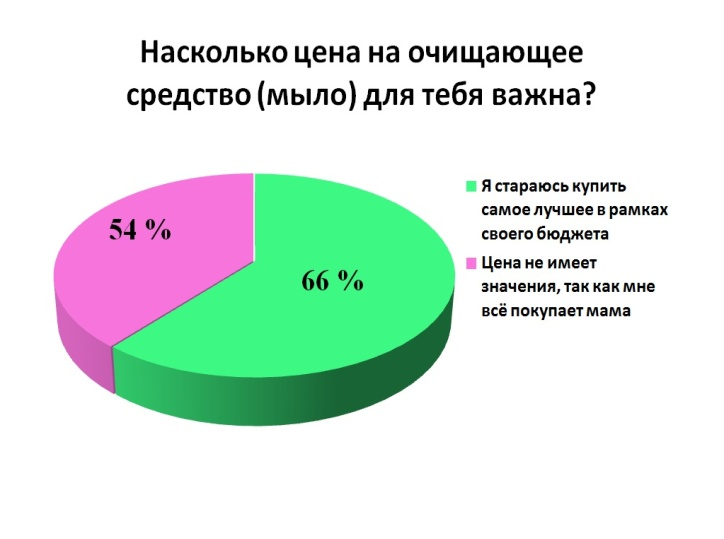 Насколько цена на очищающее
средство (мыло) для тебя важна?
54 %
66 %
Я стараюсь купить
самое лучшее в рамках
своего бюджета
Цена не имеет
значения, так как мне
всё покупает мама